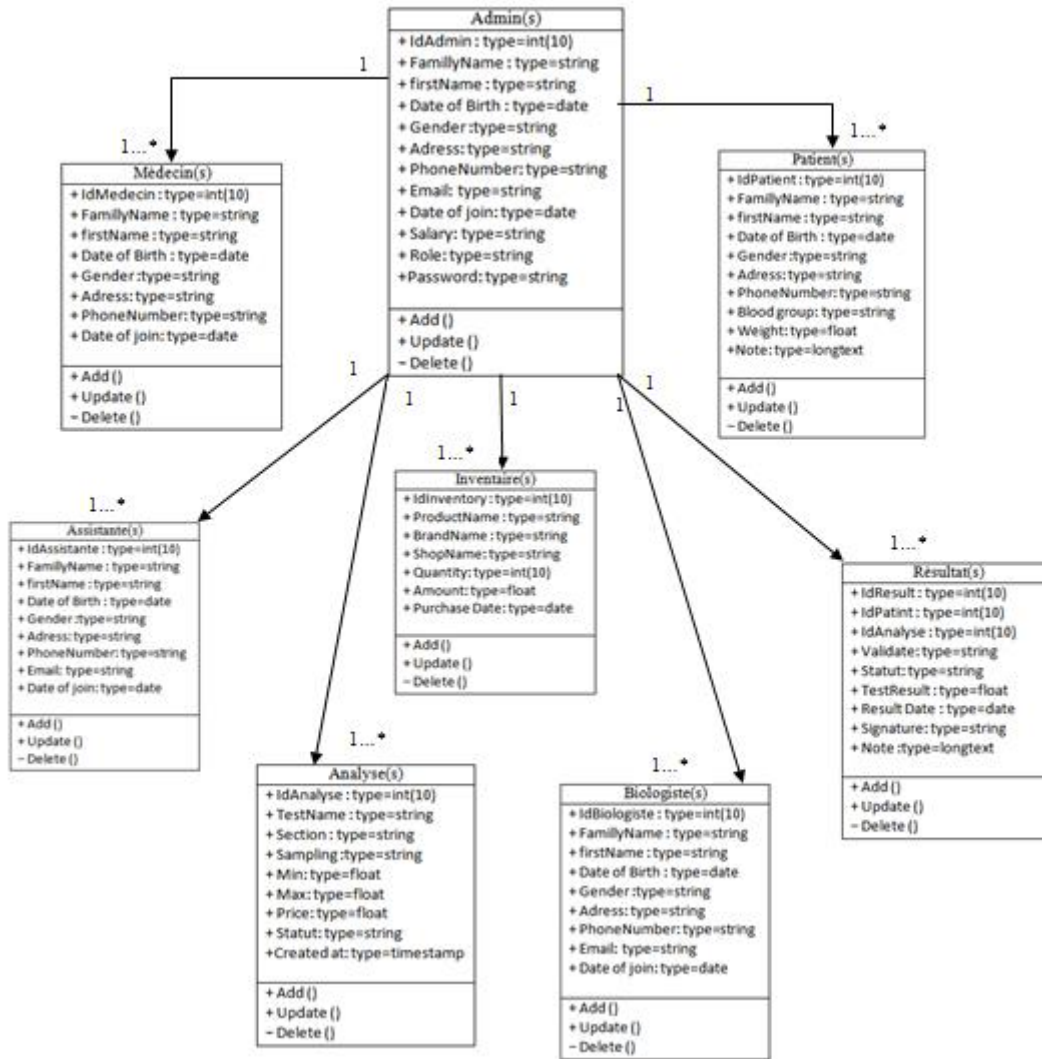 Admin(s)
+ IdAdmin : type=int(10)
+ FamillyName : type=string
+ firstName : type=string
+ Date of Birth : type=date
+ Gender :type=string
+ Adress: type=string
+ PhoneNumber: type=string
+ Email: type=string
+ Date of join: type=date
+ Salary: type=string
+ Role: type=string
+Password: type=string
+ Add ()
+ Update ()
– Delete ()
1
1...*
Médecin(s)
+ IdMedecin : type=int(10)
+ FamillyName : type=string
+ firstName : type=string
+ Date of Birth : type=date
+ Gender :type=string
+ Adress: type=string
+ PhoneNumber: type=string
+ Date of join: type=date
+ Add ()
+ Update ()
– Delete ()
1
1...*
Patient(s)
+ IdPatient : type=int(10)
+ FamillyName : type=string
+ firstName : type=string
+ Date of Birth : type=date
+ Gender :type=string
+ Adress: type=string
+ PhoneNumber: type=string
+ Blood group: type=string
+ Weight: type=float
+Note: type=longtext
+ Add ()
+ Update ()
– Delete ()
1
1
1
1
1
1...*
Assistante(s)
+ IdAssistante : type=int(10)
+ FamillyName : type=string
+ firstName : type=string
+ Date of Birth : type=date
+ Gender :type=string
+ Adress: type=string
+ PhoneNumber: type=string
+ Email: type=string
+ Date of join: type=date
+ Add ()
+ Update ()
– Delete ()
1...*
Inventaire(s)
+ IdInventory : type=int(10)
+ ProductName : type=string
+ BrandName : type=string
+ ShopName : type=string
+ Quantity: type=int(10)
+ Amount: type=float
+ Purchase Date: type=date
+ Add ()
+ Update ()
– Delete ()
1...*
Résultat(s)
+ IdResult : type=int(10)
+ IdPatint : type=int(10)
+ IdAnalyse : type=int(10)
+ Validate: type=string
+ Statut: type=string
+ TestResult : type=float
+ Result Date : type=date
+ Signature: type=string
+ Note :type=longtext
+ Add ()
+ Update ()
– Delete ()
1...*
Analyse(s)
+ IdAnalyse : type=int(10)
+ TestName : type=string
+ Section : type=string
+ Sampling :type=string
+ Min: type=float
+ Max: type=float
+ Price: type=float
+ Statut: type=string
+Created at: type=timestamp
+ Add ()
+ Update ()
– Delete ()
1...*
Biologiste(s)
+ IdBiologiste : type=int(10)
+ FamillyName : type=string
+ firstName : type=string
+ Date of Birth : type=date
+ Gender :type=string
+ Adress: type=string
+ PhoneNumber: type=string
+ Email: type=string
+ Date of join: type=date
+ Add ()
+ Update ()
– Delete ()